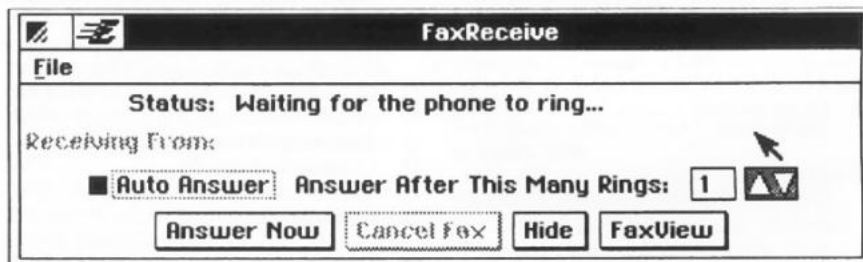 FaxReceive
File
Status: Waiting for the phone to ring...
Receiving From:
Auto Answer Answer After This Many Rings: 1
Answer Now Cancel Fax Hide FaxView